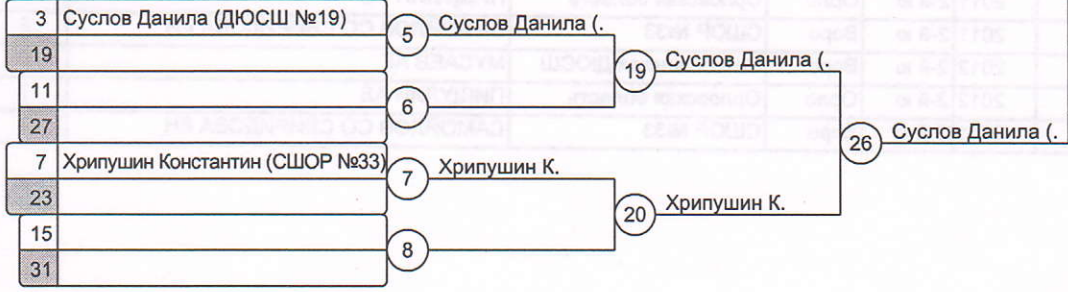 3 Суслов Данила (ДЮСШ №19)
5 Суслов Данила (.
19
19 Суслов Данила (.
11
6
27
26 Суслов Данила (.
7 Хрипушин Константин (СШОР №33)
7 Хрипушин К.
23
20 Хрипушин К.
15
8
31